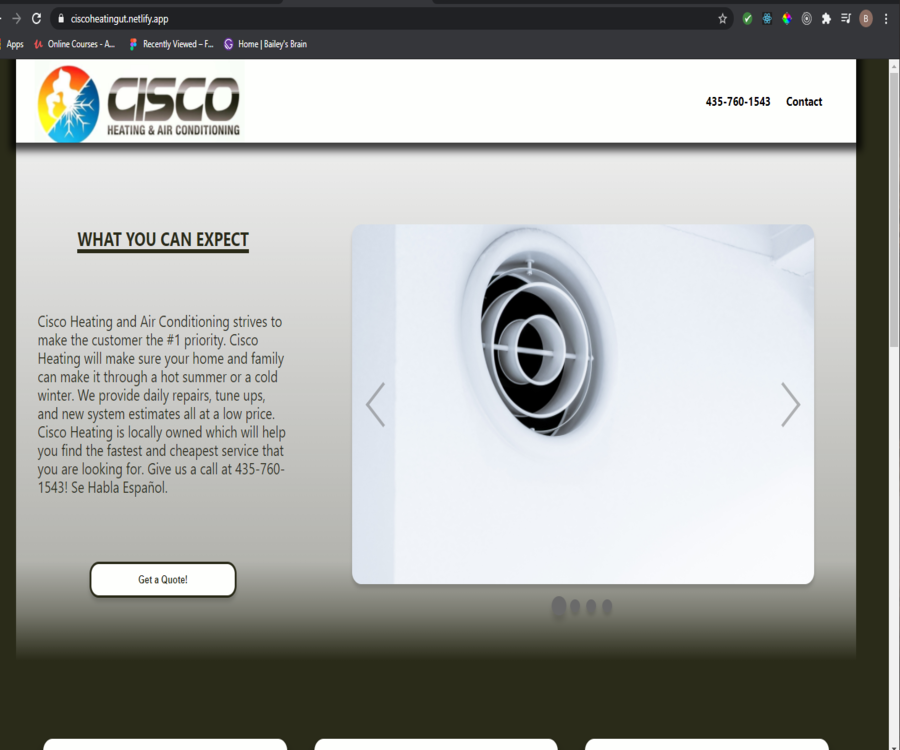 ciscoheatingut.netlify.app
B
Apps
Online Courses - A...
Recently Viewed – F...
Home | Bailey's Brain
CISCO
HEATING & AIR CONDITIONING
435-760-1543 Contact
WHAT YOU CAN EXPECT
Cisco Heating and Air Conditioning strives to
make the customer the #1 priority. Cisco
Heating will make sure your home and family
can make it through a hot summer or a cold
winter. We provide daily repairs, tune ups,
and new system estimates all at a low price.
Cisco Heating is locally owned which will help
you find the fastest and cheapest service that
you are looking for. Give us a call at 435-760-
1543! Se Habla Español.
Get a Quote!